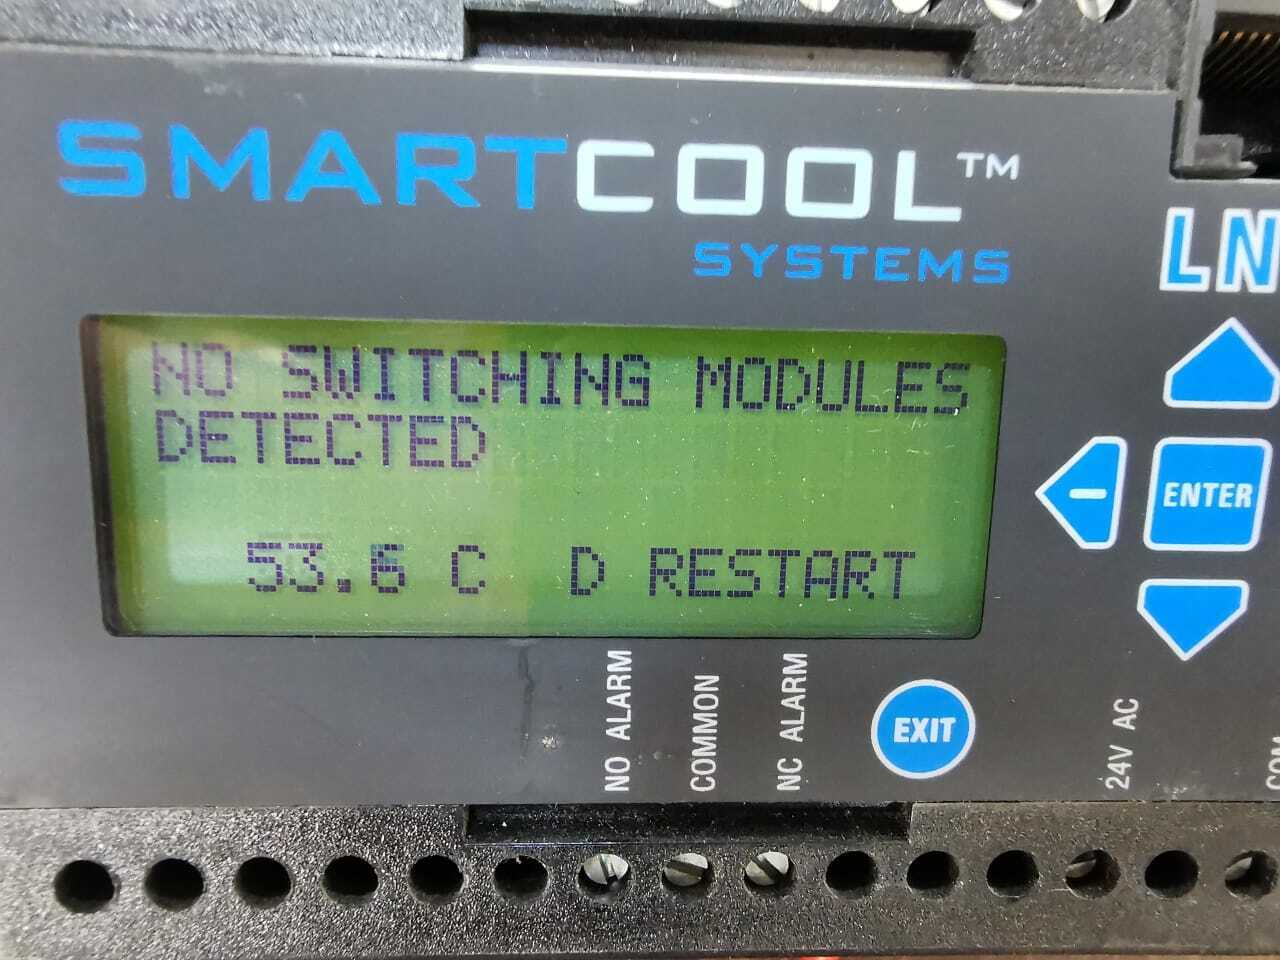 SMARTCOOL™
SYSTEMS
LN
NO SWITCHING MODULES
DETECTED
53.6 C D RESTART
-
ENTER
EXIT
NO ALARM
COMMON
NC ALARM
24V AC
COM